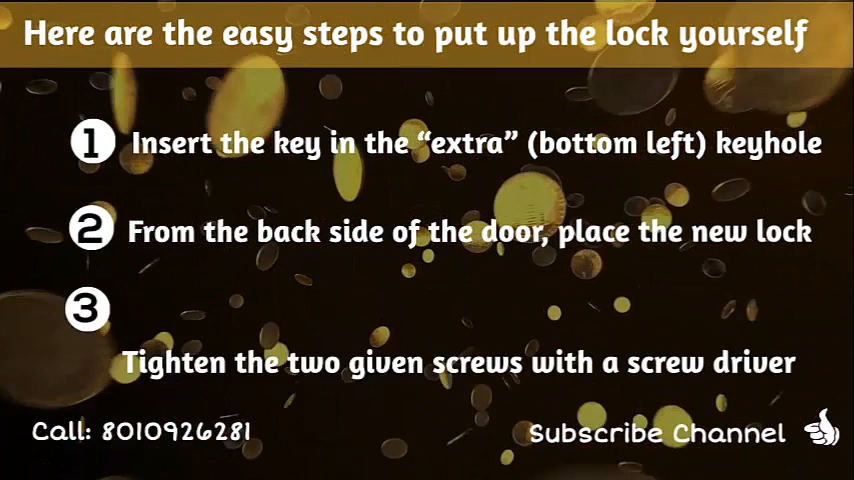 Here are the easy steps to put up the lock yourself
1 Insert the key in the “extra” (bottom left) keyhole
2 From the back side of the door, place the new lock
3
Tighten the two given screws with a screw driver
Call: 8010926281
Subscribe Channel